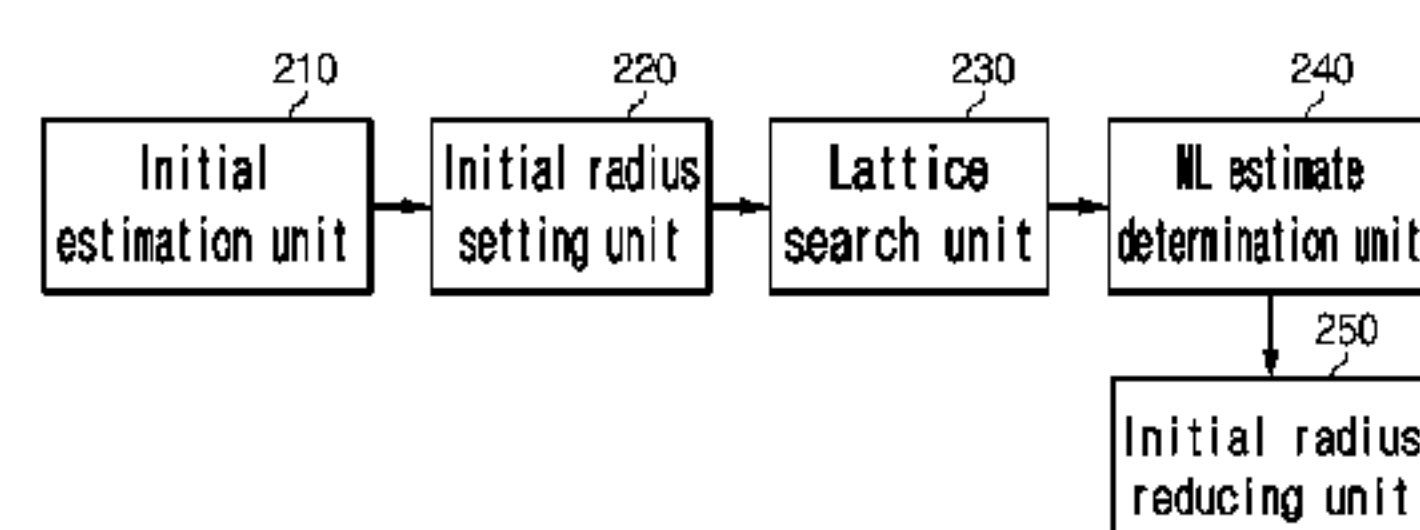 210 220 230 240
Initial Initial radius Lattice ML estimate
estimation unit setting unit search unit determination unit
250
Initial radius
reducing unit